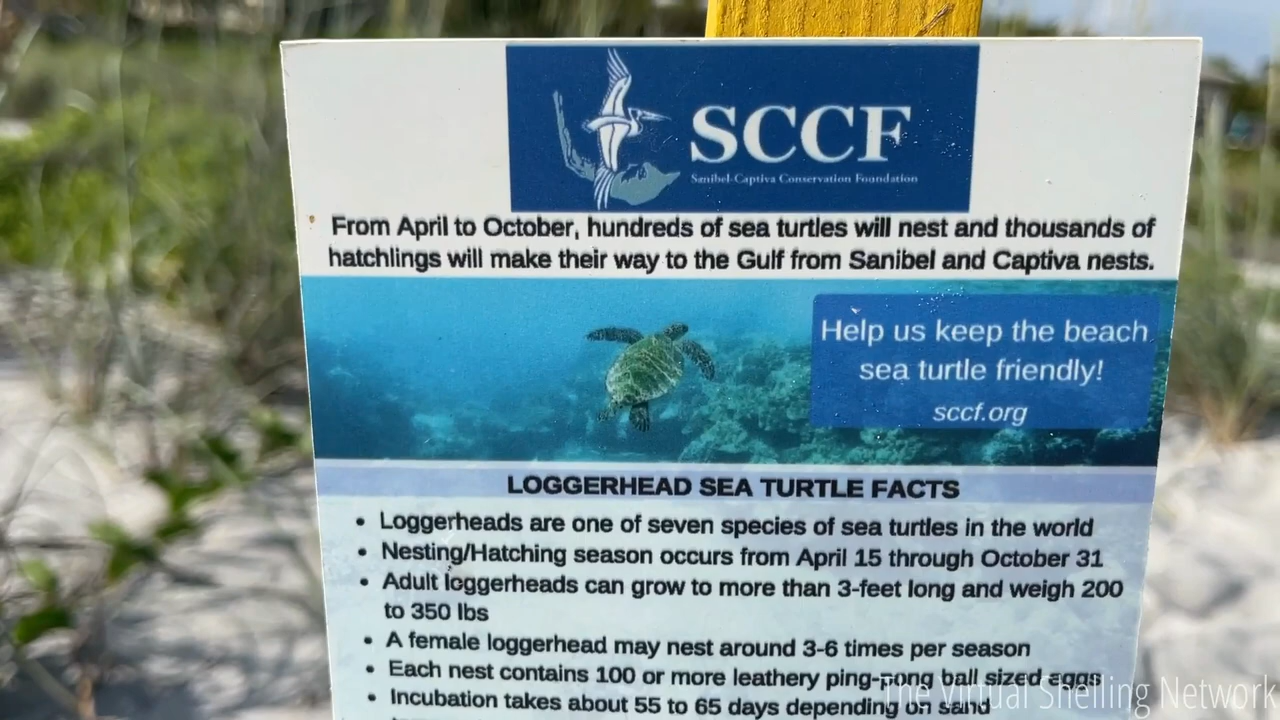 SCCF
Sanibel-Captiva Conservation Foundation
From April to October, hundreds of sea turtles will nest and thousands of
hatchlings will make their way to the Gulf from Sanibel and Captiva nests.
Help us keep the beach
sea turtle friendly!
sccf.org
LOGGERHEAD SEA TURTLE FACTS
• Loggerheads are one of seven species of sea turtles in the world
• Nesting/Hatching season occurs from April 15 through October 31
• Adult loggerheads can grow to more than 3-feet long and weigh 200
to 350 lbs
• A female loggerhead may nest around 3-6 times per season
• Each nest contains 100 or more leathery ping-pong ball sized eggs
• Incubation takes about 55 to 65 days depending on sand
The Virtual Shelling Network